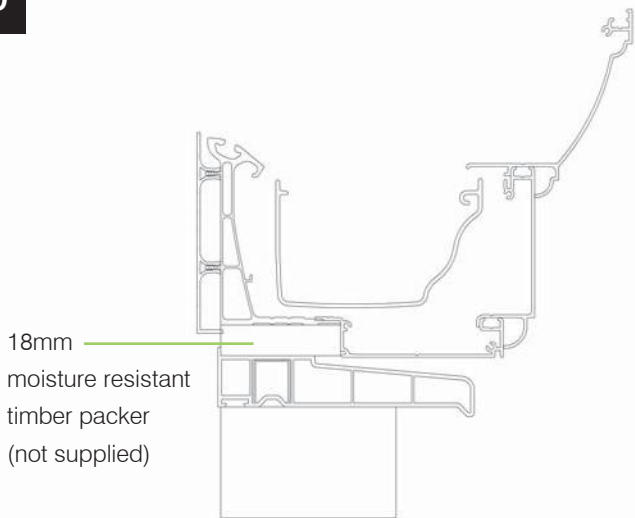 18mm
moisture resistant
timber packer
(not supplied)